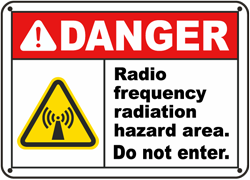 DANGER
Radio
frequency
radiation
hazard area.
Do not enter.